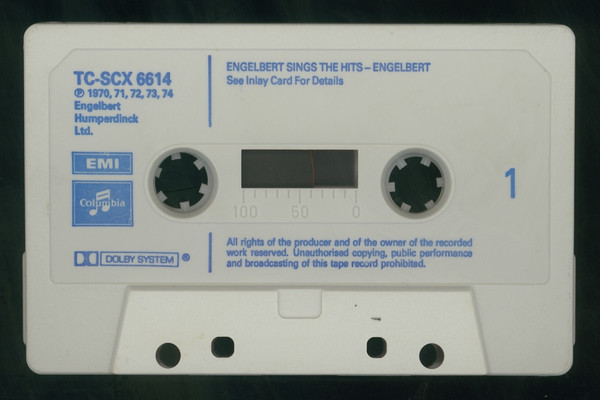 TC-SCX 6614
℗ 1970, 71, 72, 73, 74
Engelbert
Humperdinck
Ltd.
ENGELBERT SINGS THE HITS – ENGELBERT
See Inlay Card For Details
EMI
Columbia
1
100 50 0
DOLBY SYSTEM ®
All rights of the producer and of the owner of the recorded
work reserved. Unauthorised copying, public performance
and broadcasting of this tape record prohibited.